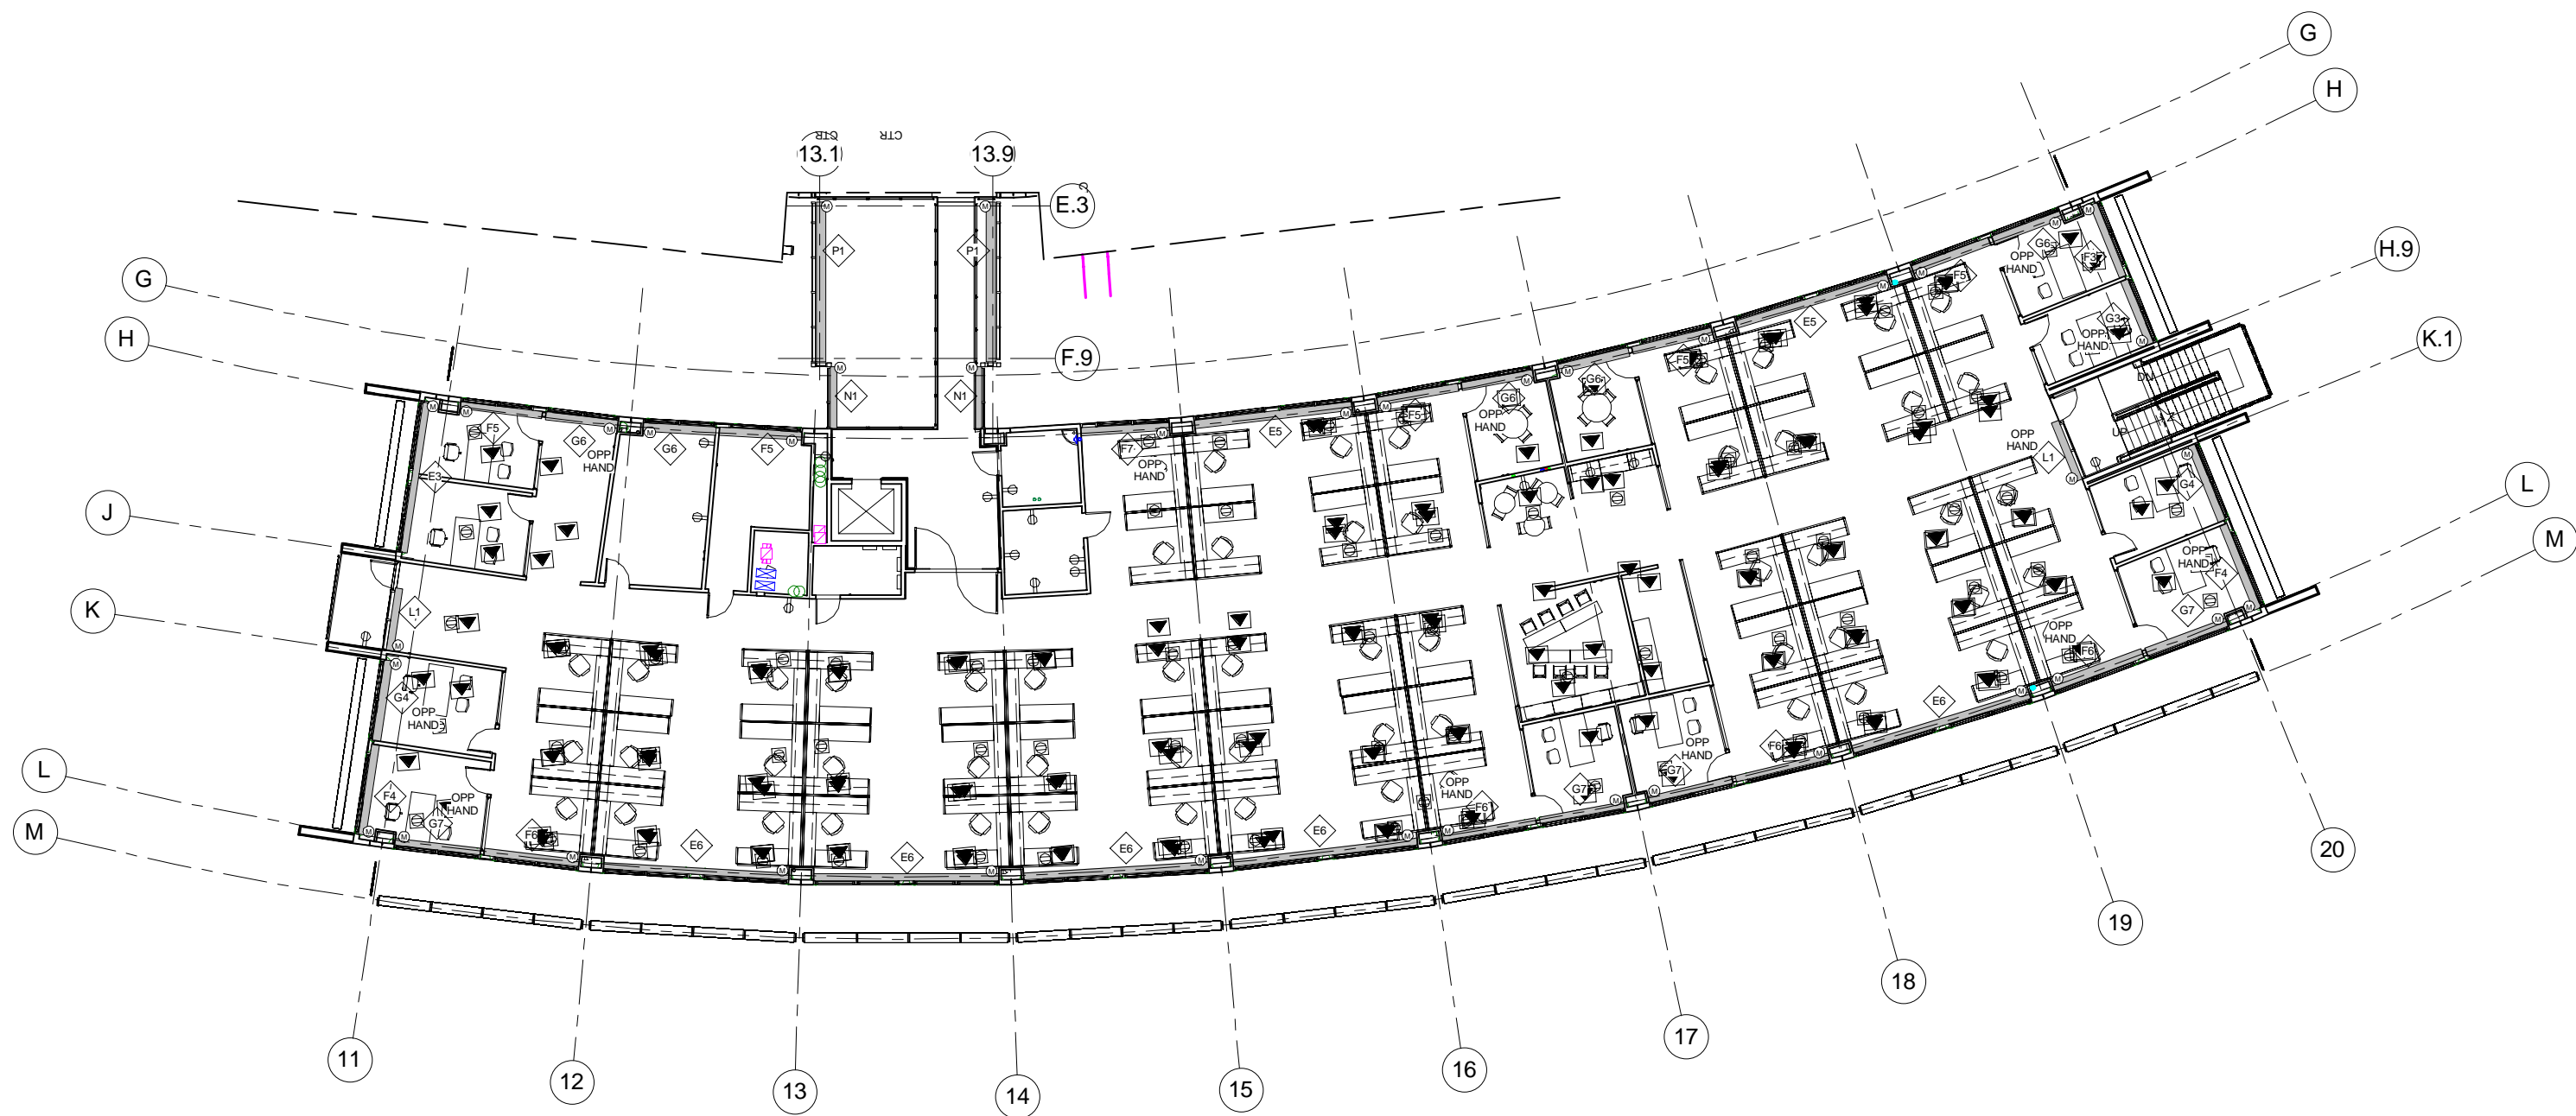 G
H
CTR
CTR
13.1
13.9
E.3
P1
P1
G6
OPP
HAND
F3
H.9
G
F5
G3
OPP
HAND
E5
H
K.1
F.9
DN
F5
G6
N1
N1
G6
OPP
HAND
F5
UP
F5
E5
G6
G6
F5
F7
OPP
HAND
OPP
HAND
L1
OPP
HAND
E3
G4
L
J
M
OPP
HAND
F4
K
L1
G7
OPP
HAND
F6
G4
OPP
HAND
E6
F6
OPP
HAND
G7
L
OPP
HAND
G7
F4
OPP
HAND
G7
F6
M
F6
E6
E6
E6
E6
20
19
18
17
11
16
12
15
13
14